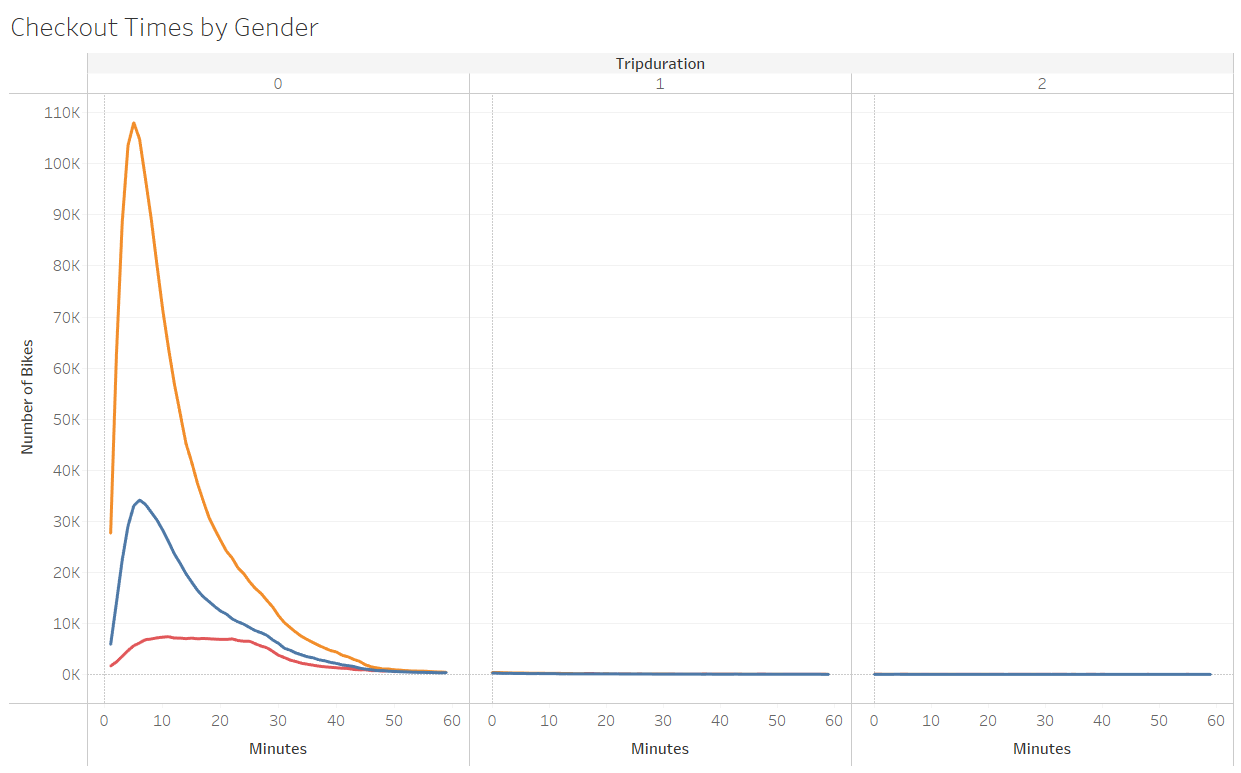 Checkout Times by Gender
Tripduration
0 1 2
110K
100K
90K
80K
70K
60K
50K
40K
30K
20K
10K
0K
Number of Bikes
0 10 20 30 40 50 60 0 10 20 30 40 50 60 0 10 20 30 40 50 60
Minutes Minutes Minutes